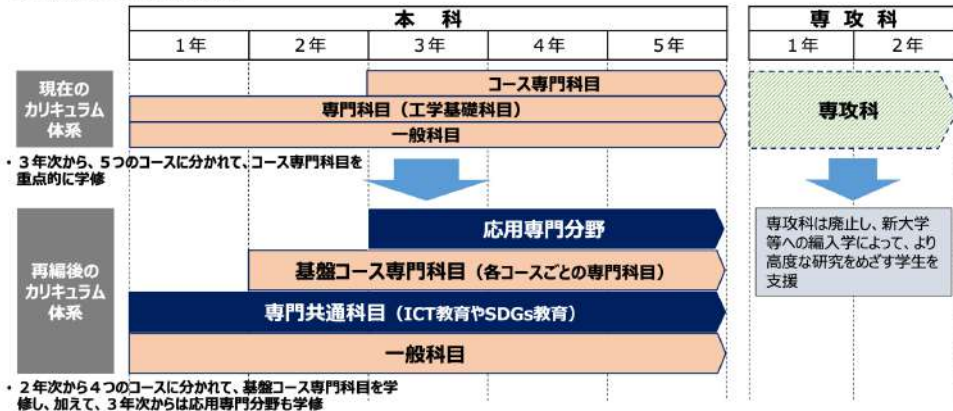 本科
専攻科
1年
2年
3年
4年
5年
1年
2年
現在の
カリキュラム
体系
コース専門科目
専門科目(工学基礎科目)
一般科目
専攻科
・3年次から、5つのコースに分かれて、コース専門科目を
重点的に学修
再編後の
カリキュラム
体系
応用専門分野
基盤コース専門科目(各コースごとの専門科目)
専門共通科目(ICT教育やSDGs教育)
一般科目
専攻科は廃止し、新大学
等への編入学によって、より
高度な研究をめざす学生を
支援
・2年次から4つのコースに分かれて、基盤コース専門科目を学
修し、加えて、3年次からは応用専門分野も学修